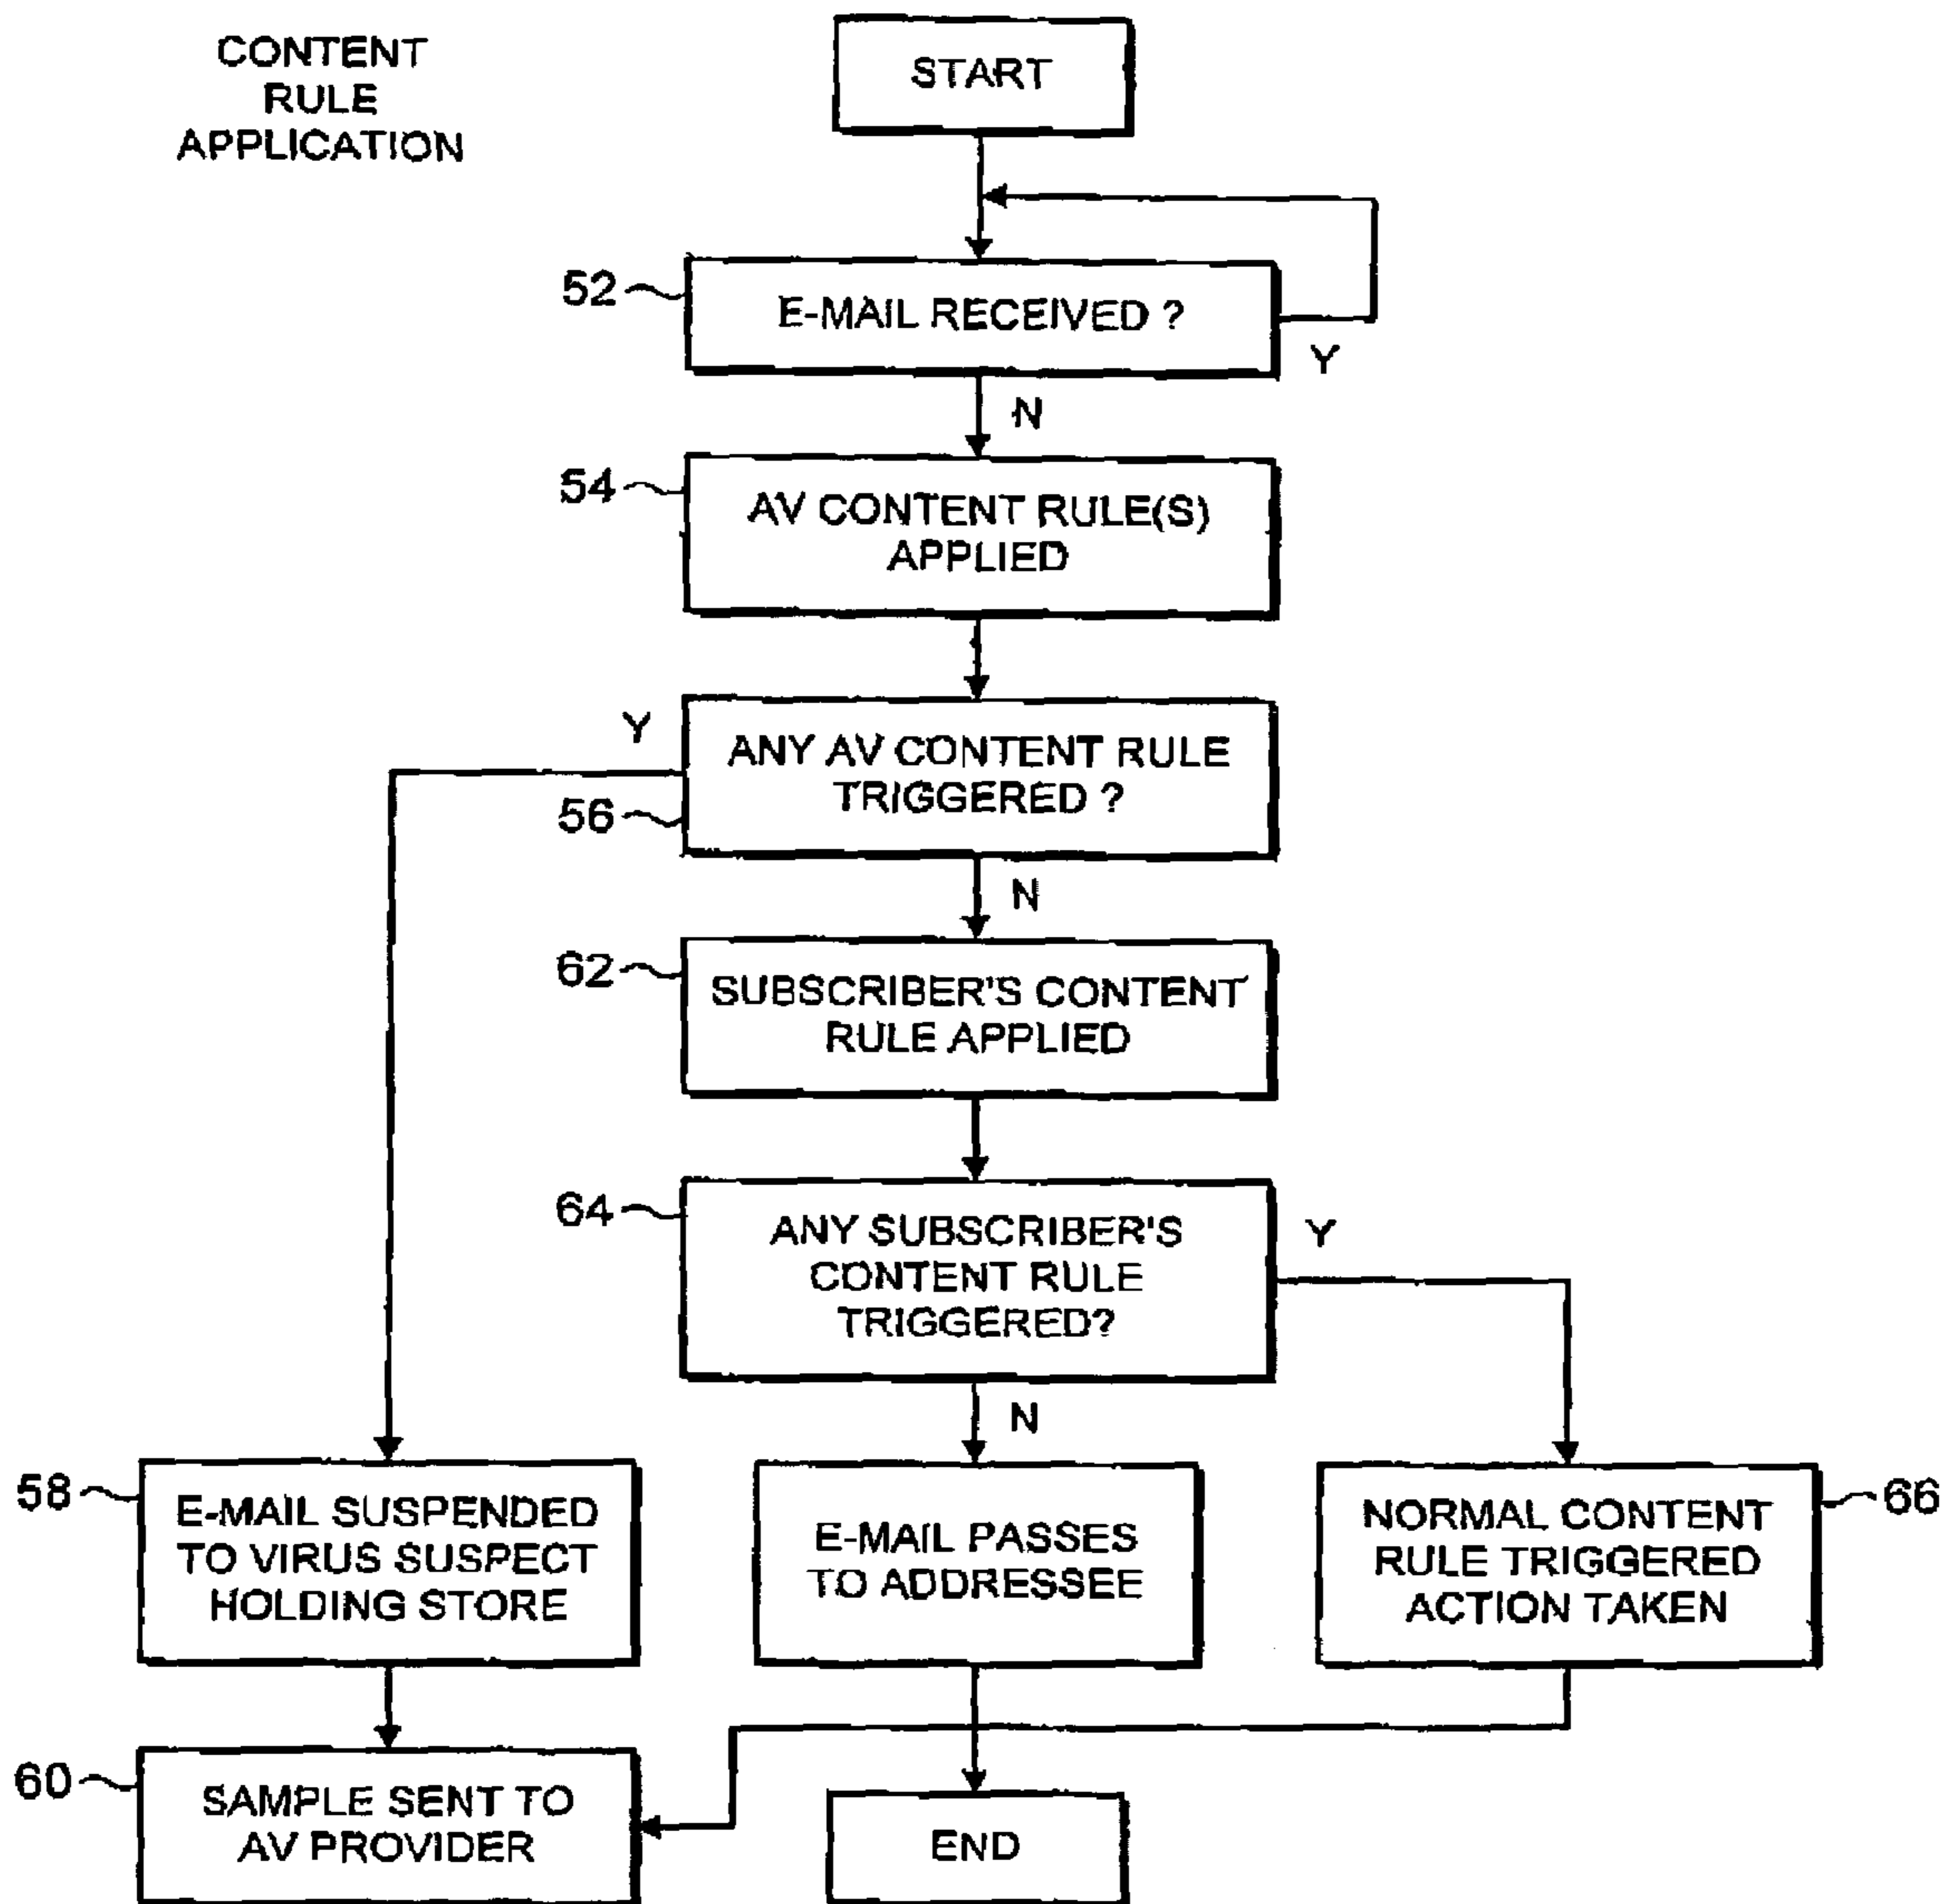 CONTENT
RULE
APPLICATION
START
52
E-MAIL RECEIVED ?
Y
N
54
AV CONTENT RULE(S)
APPLIED
Y
ANY AV CONTENT RULE
TRIGGERED ?
56
N
62
SUBSCRIBER'S CONTENT
RULE APPLIED
64
ANY SUBSCRIBER'S
CONTENT RULE
TRIGGERED?
Y
N
58
E-MAIL SUSPENDED
TO VIRUS SUSPECT
HOLDING STORE
E-MAIL PASSES
TO ADDRESSEE
NORMAL CONTENT
RULE TRIGGERED
ACTION TAKEN
66
60
SAMPLE SENT TO
AV PROVIDER
END